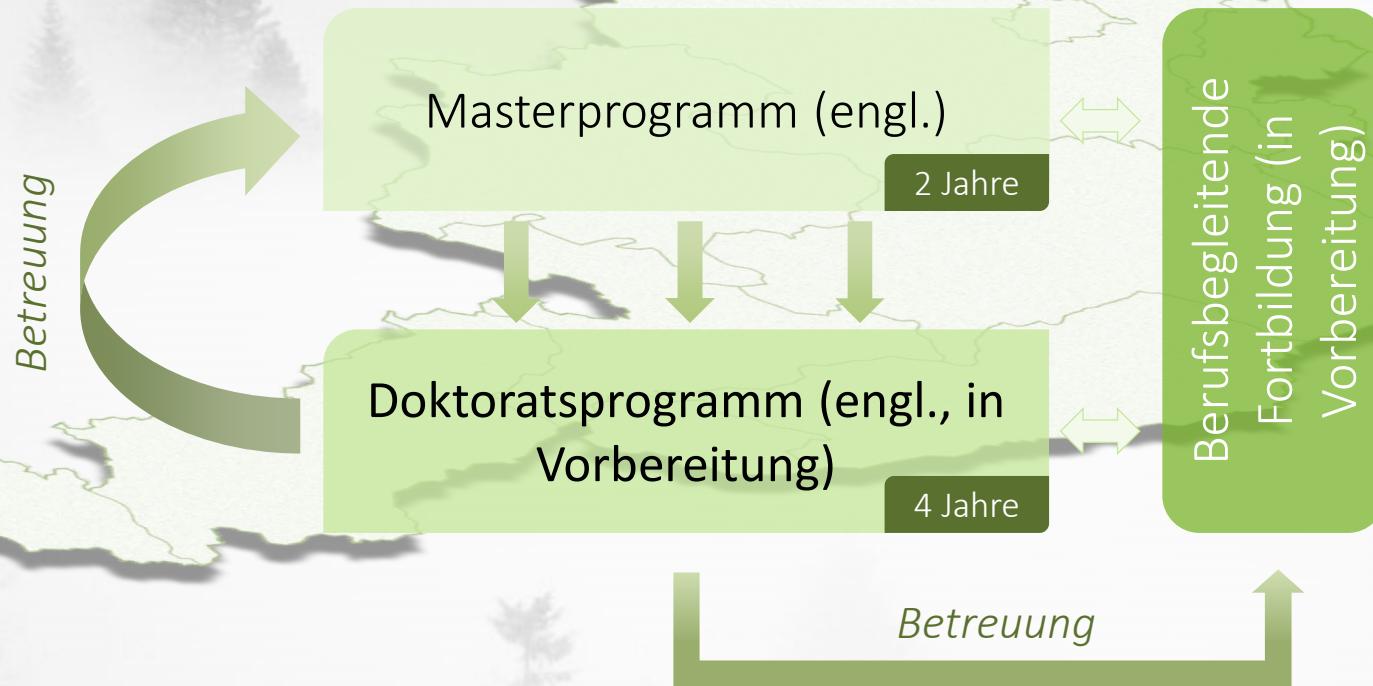 Masterprogramm (engl.)
2 Jahre
Betreuung
Doktoratsprogramm (engl., in
Vorbereitung)
4 Jahre
Berufsbegleitende
Fortbildung (in
Vorbereitung)
Betreuung